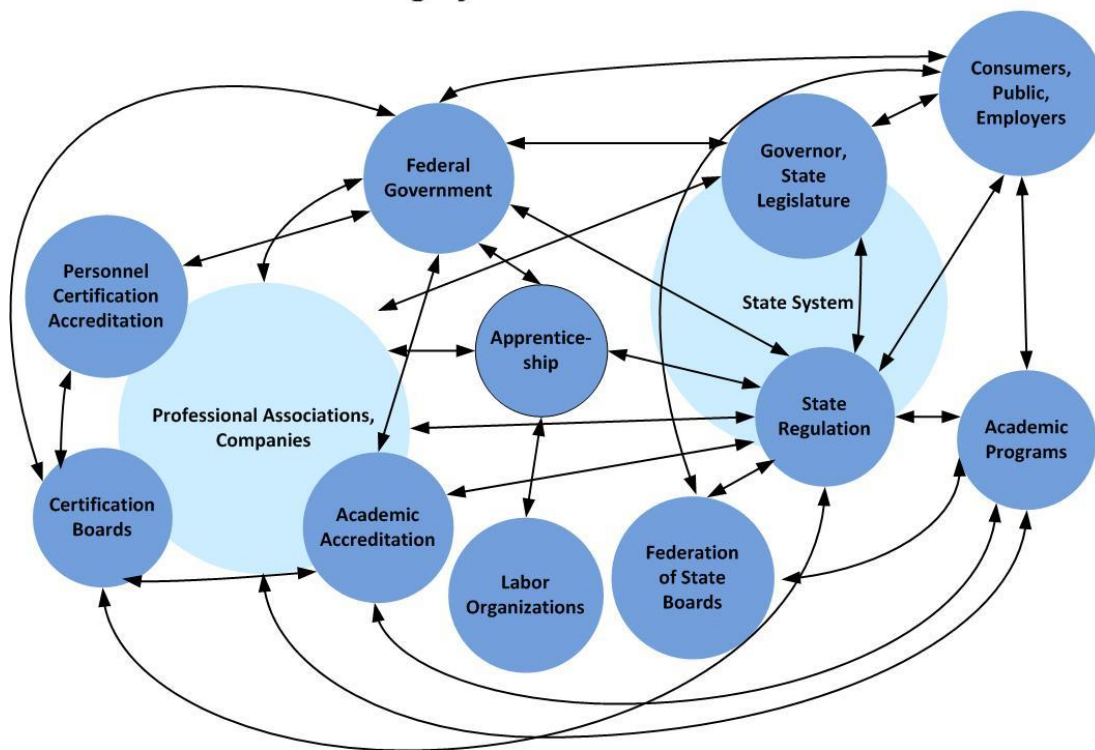 Consumers,
Public,
Employers
Federal
Government
Governor,
State
Legislature
Personnel
Certification
Accreditation
State System
Apprentice-
ship
Professional Associations,
Companies
State
Regulation
Academic
Programs
Certification
Boards
Academic
Accreditation
Labor
Organizations
Federation
of State
Boards